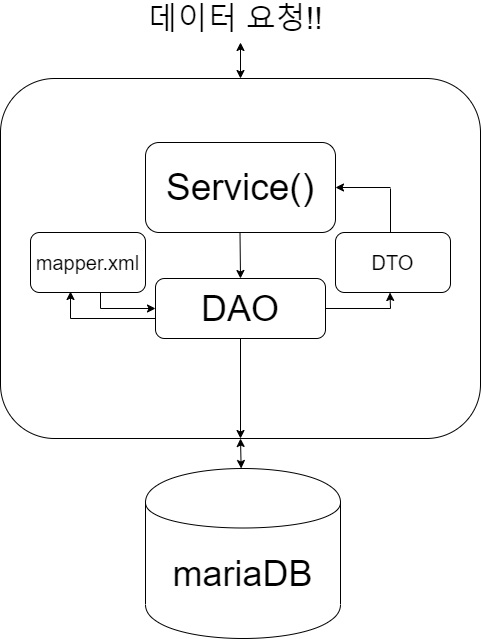 데이터 요청!!
Service()
mapper.xml
DTO
DAO
mariaDB